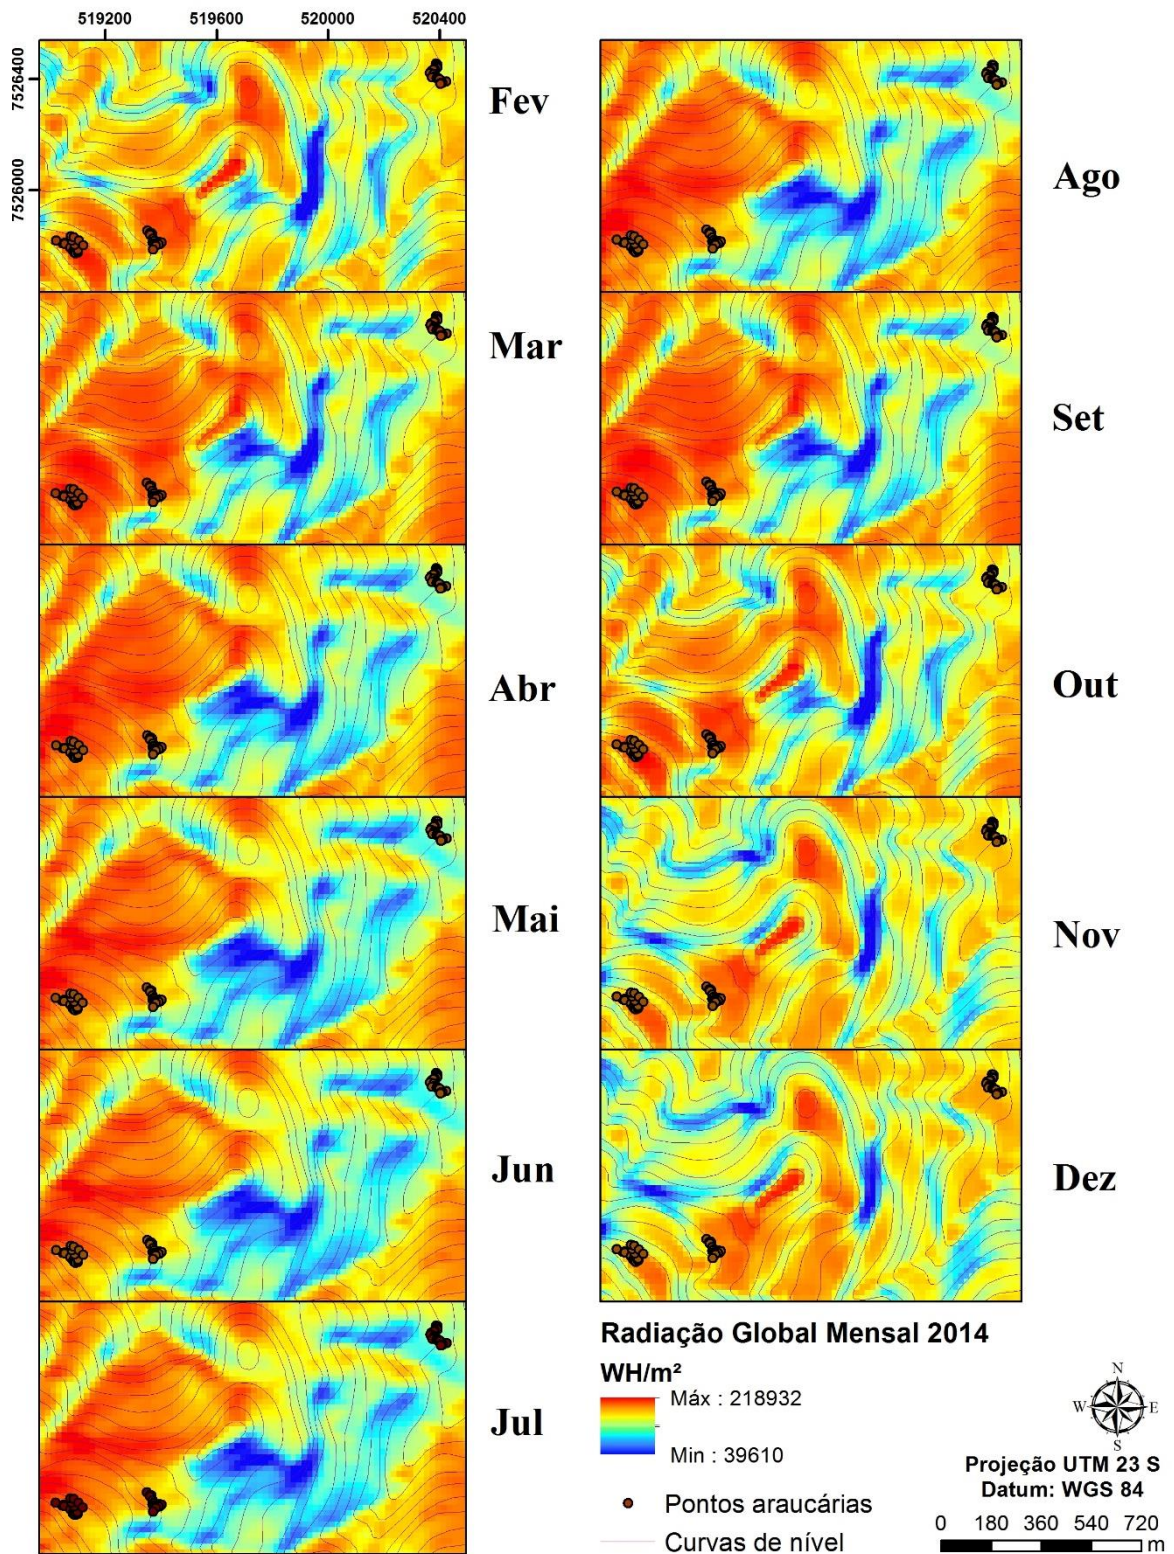 519200 519600 520000 520400
7526400
7526000
Fev
Mar
Abr
Mai
Jun
Jul
Ago
Set
Out
Nov
Dez
Radiação Global Mensal 2014
WH/m²
Máx : 218932
Min : 39610
Pontos araucárias
Curvas de nível
N
W E
S
Projeção UTM 23 S
Datum: WGS 84
0 180 360 540 720
m